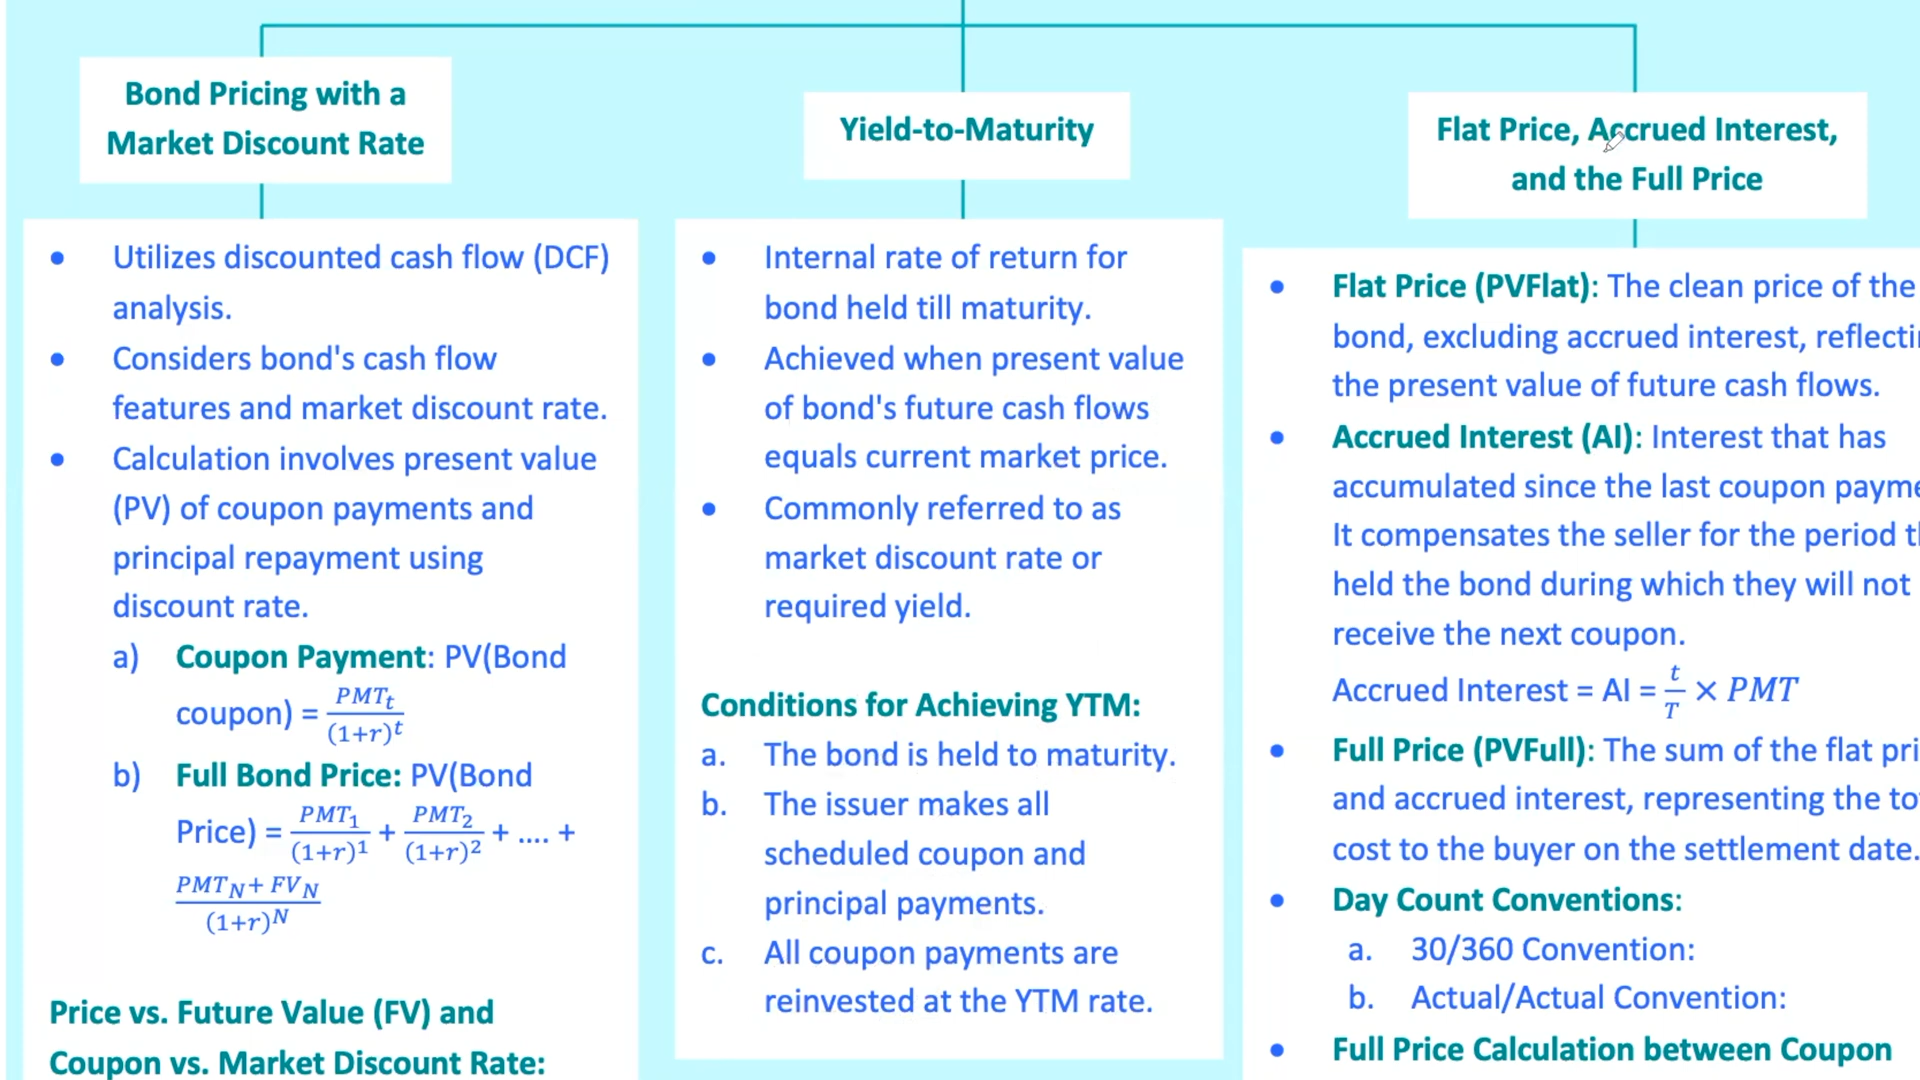 Bond Pricing with a
Market Discount Rate
• Utilizes discounted cash flow (DCF)
analysis.
• Considers bond's cash flow
features and market discount rate.
• Calculation involves present value
(PV) of coupon payments and
principal repayment using
discount rate.
a) Coupon Payment: PV(Bond
coupon) = PMT_t / (1+r)^t
b) Full Bond Price: PV(Bond
Price) = PMT_1 / (1+r)^1 + PMT_2 / (1+r)^2 + .... +
PMT_N + FV_N / (1+r)^N
Price vs. Future Value (FV) and
Coupon vs. Market Discount Rate:
Yield-to-Maturity
• Internal rate of return for
bond held till maturity.
• Achieved when present value
of bond's future cash flows
equals current market price.
• Commonly referred to as
market discount rate or
required yield.
Conditions for Achieving YTM:
a. The bond is held to maturity.
b. The issuer makes all
scheduled coupon and
principal payments.
c. All coupon payments are
reinvested at the YTM rate.
Flat Price, Accrued Interest,
and the Full Price
• Flat Price (PVFlat): The clean price of the
bond, excluding accrued interest, reflecti
the present value of future cash flows.
• Accrued Interest (AI): Interest that has
accumulated since the last coupon payme
It compensates the seller for the period t
held the bond during which they will not
receive the next coupon.
Accrued Interest = AI = t/T × PMT
• Full Price (PVFull): The sum of the flat pri
and accrued interest, representing the to
cost to the buyer on the settlement date.
• Day Count Conventions:
a. 30/360 Convention:
b. Actual/Actual Convention:
• Full Price Calculation between Coupon